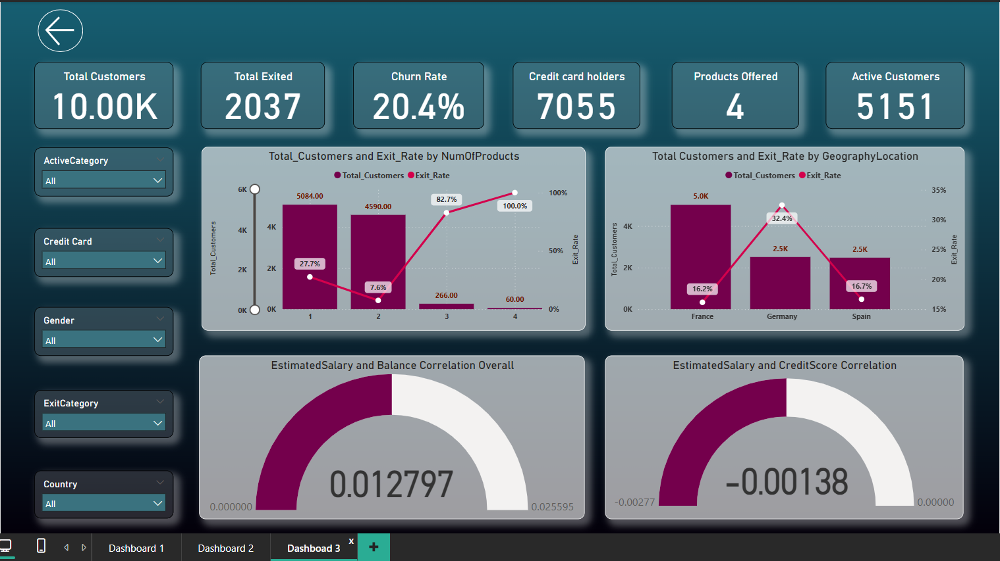 Total Customers
10.00K
Total Exited
2037
Churn Rate
20.4%
Credit card holders
7055
Products Offered
4
Active Customers
5151
ActiveCategory
All
Credit Card
All
Gender
All
ExitCategory
All
Country
All
Total_Customers and Exit_Rate by NumOfProducts
Total_Customers Exit_Rate
6K
4K
2K
0K
Total_Customers
4K
2K
0K
5084.00
4590.00
266.00
60.00
27.7%
7.6%
82.7%
100.0%
100%
50%
0%
Exit_Rate
1 2 3 4
Total Customers and Exit_Rate by GeographyLocation
Total_Customers Exit_Rate
Total_Customers
4K
2K
0K
5.0K
2.5K
2.5K
16.2%
32.4%
16.7%
35%
30%
25%
20%
15%
Exit_Rate
France Germany Spain
EstimatedSalary and Balance Correlation Overall
0.012797
0.000000
0.025595
EstimatedSalary and CreditScore Correlation
-0.00138
-0.00277
0.00000
Dashboard 1
Dashboard 2
Dashboad 3
x
+